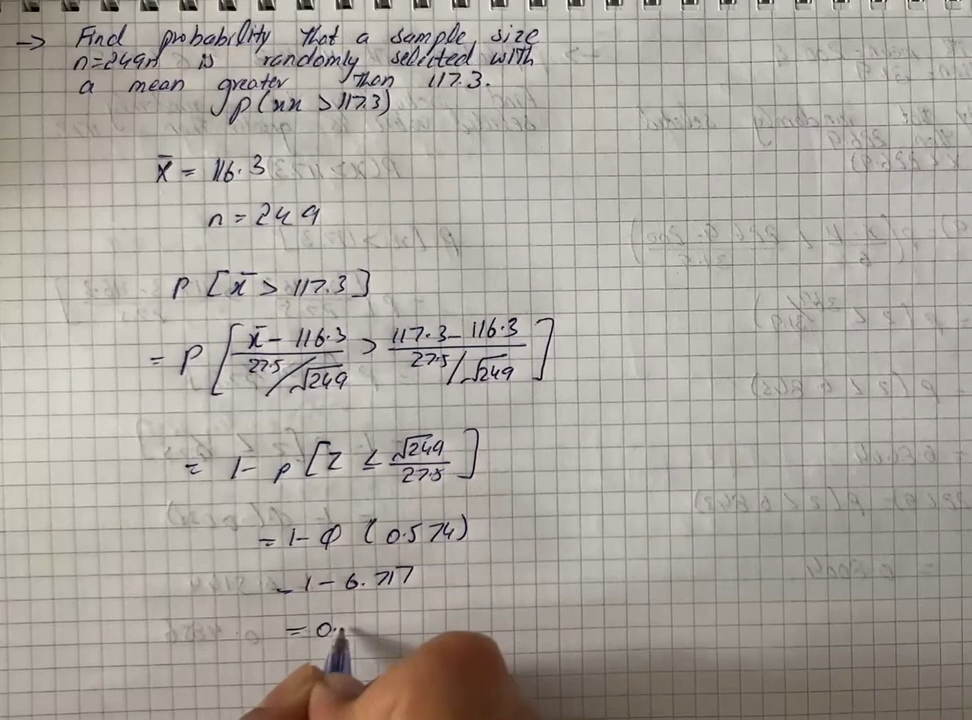 → Find probability that a sample size
n=249n is randomly selected with
a mean greater than 117.3.
P(xx > 117.3)
x̄ = 116.3
n = 249
P [x̄ > 117.3]
= P [x̄ - 116.3 / 27.5/√249 > 117.3 - 116.3 / 27.5/√249]
= 1 - P [Z ≤ √249 / 27.5]
= 1 - Φ (0.574)
= 1 - 0.717
= 0.